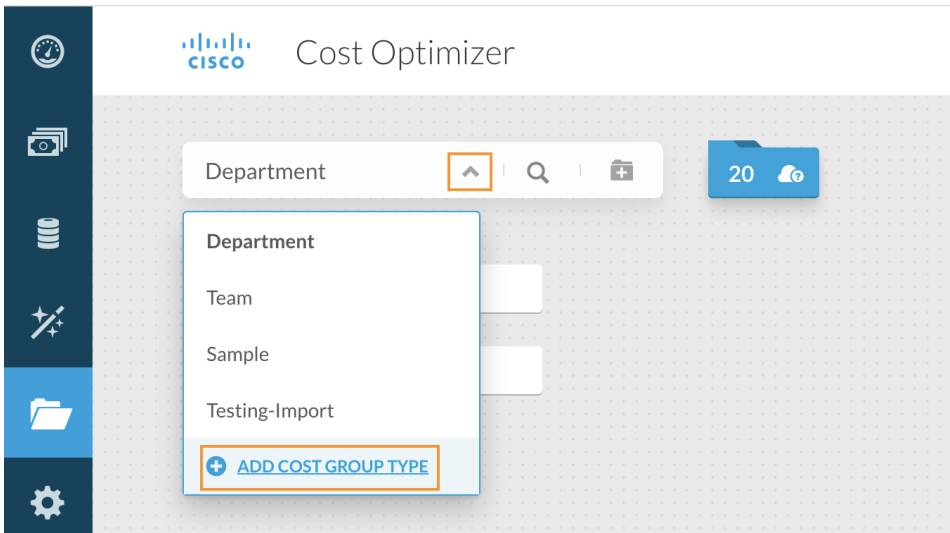 CISCO
Cost Optimizer
Department
20
Department
Team
Sample
Testing-Import
ADD COST GROUP TYPE